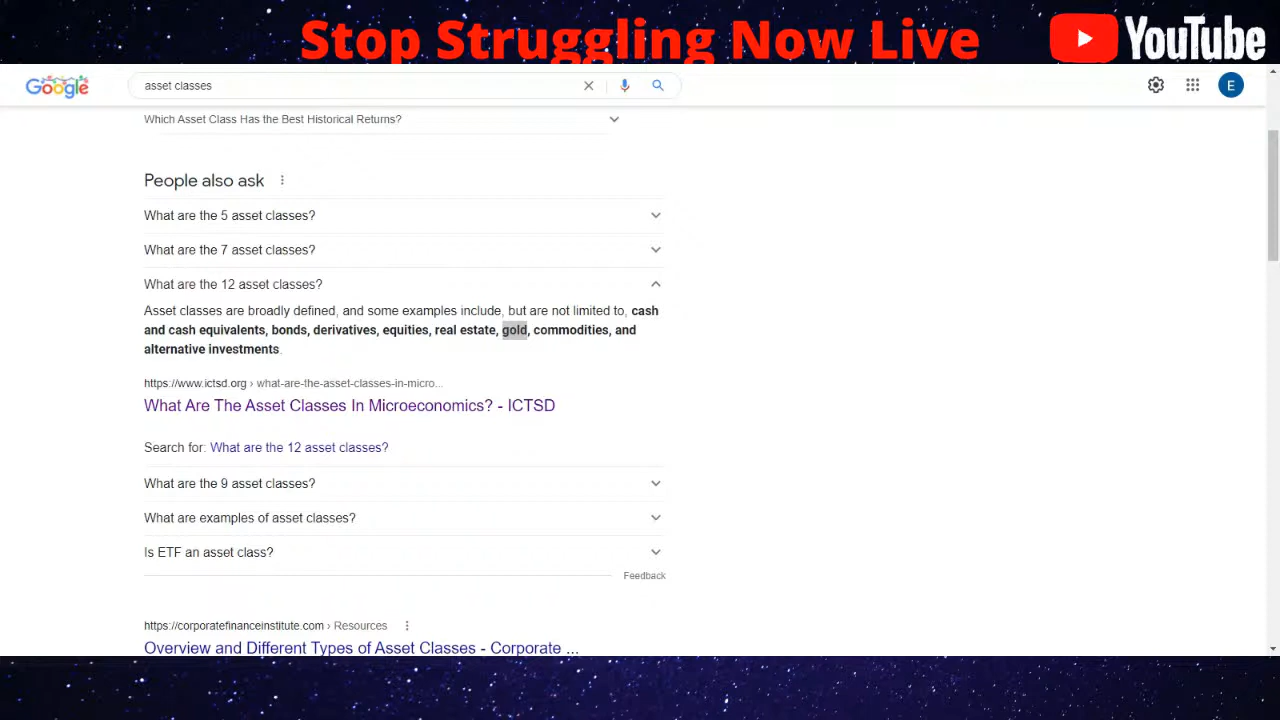 Stop Struggling Now Live
YouTube
Google
asset classes
E
Which Asset Class Has the Best Historical Returns?
People also ask
What are the 5 asset classes?
What are the 7 asset classes?
What are the 12 asset classes?
Asset classes are broadly defined, and some examples include, but are not limited to, cash
and cash equivalents, bonds, derivatives, equities, real estate, gold, commodities, and
alternative investments.
https://www.ictsd.org › what-are-the-asset-classes-in-micro...
What Are The Asset Classes In Microeconomics? - ICTSD
Search for: What are the 12 asset classes?
What are the 9 asset classes?
What are examples of asset classes?
Is ETF an asset class?
Feedback
https://corporatefinanceinstitute.com › Resources
Overview and Different Types of Asset Classes - Corporate ...